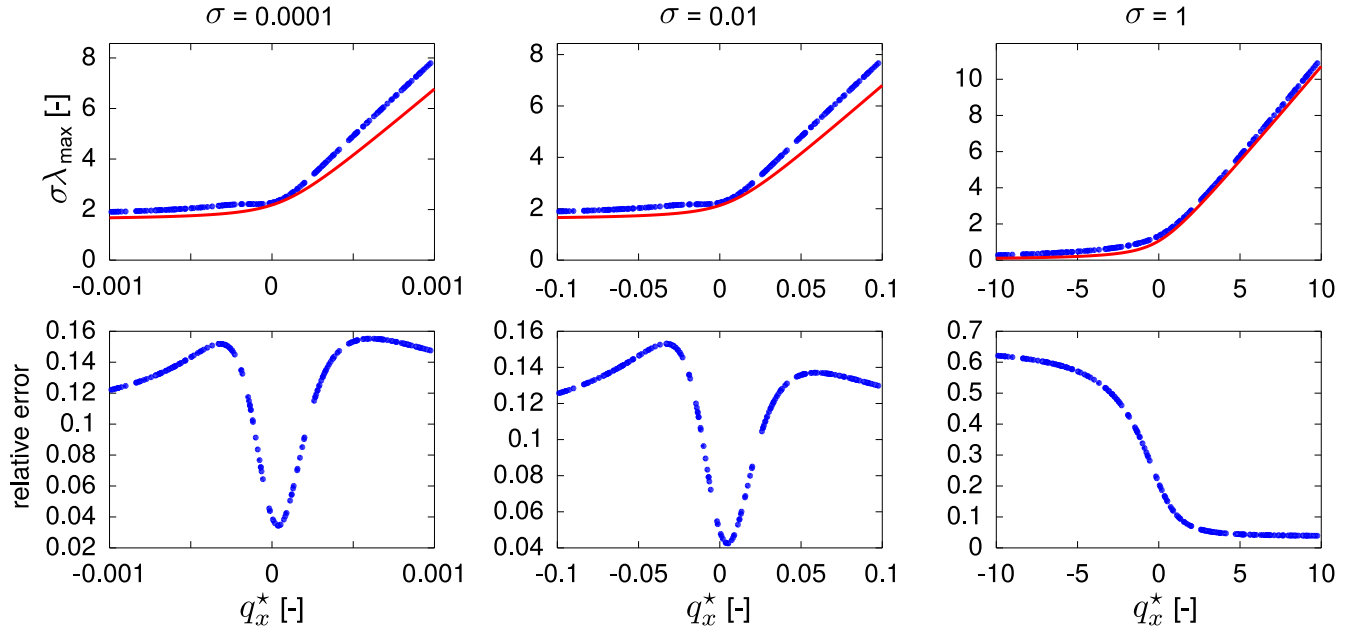 σ = 0.0001
σ = 0.01
σ = 1
σλmax [-]
8
6
4
2
0
-0.001 0 0.001
8
6
4
2
0
-0.1 -0.05 0 0.05 0.1
10
8
6
4
2
0
-10 -5 0 5 10
relative error
0.16
0.14
0.12
0.1
0.08
0.06
0.04
0.02
-0.001 0 0.001
qx⋆ [-]
0.16
0.14
0.12
0.1
0.08
0.06
0.04
-0.1 -0.05 0 0.05 0.1
qx⋆ [-]
0.7
0.6
0.5
0.4
0.3
0.2
0.1
0
-10 -5 0 5 10
qx⋆ [-]